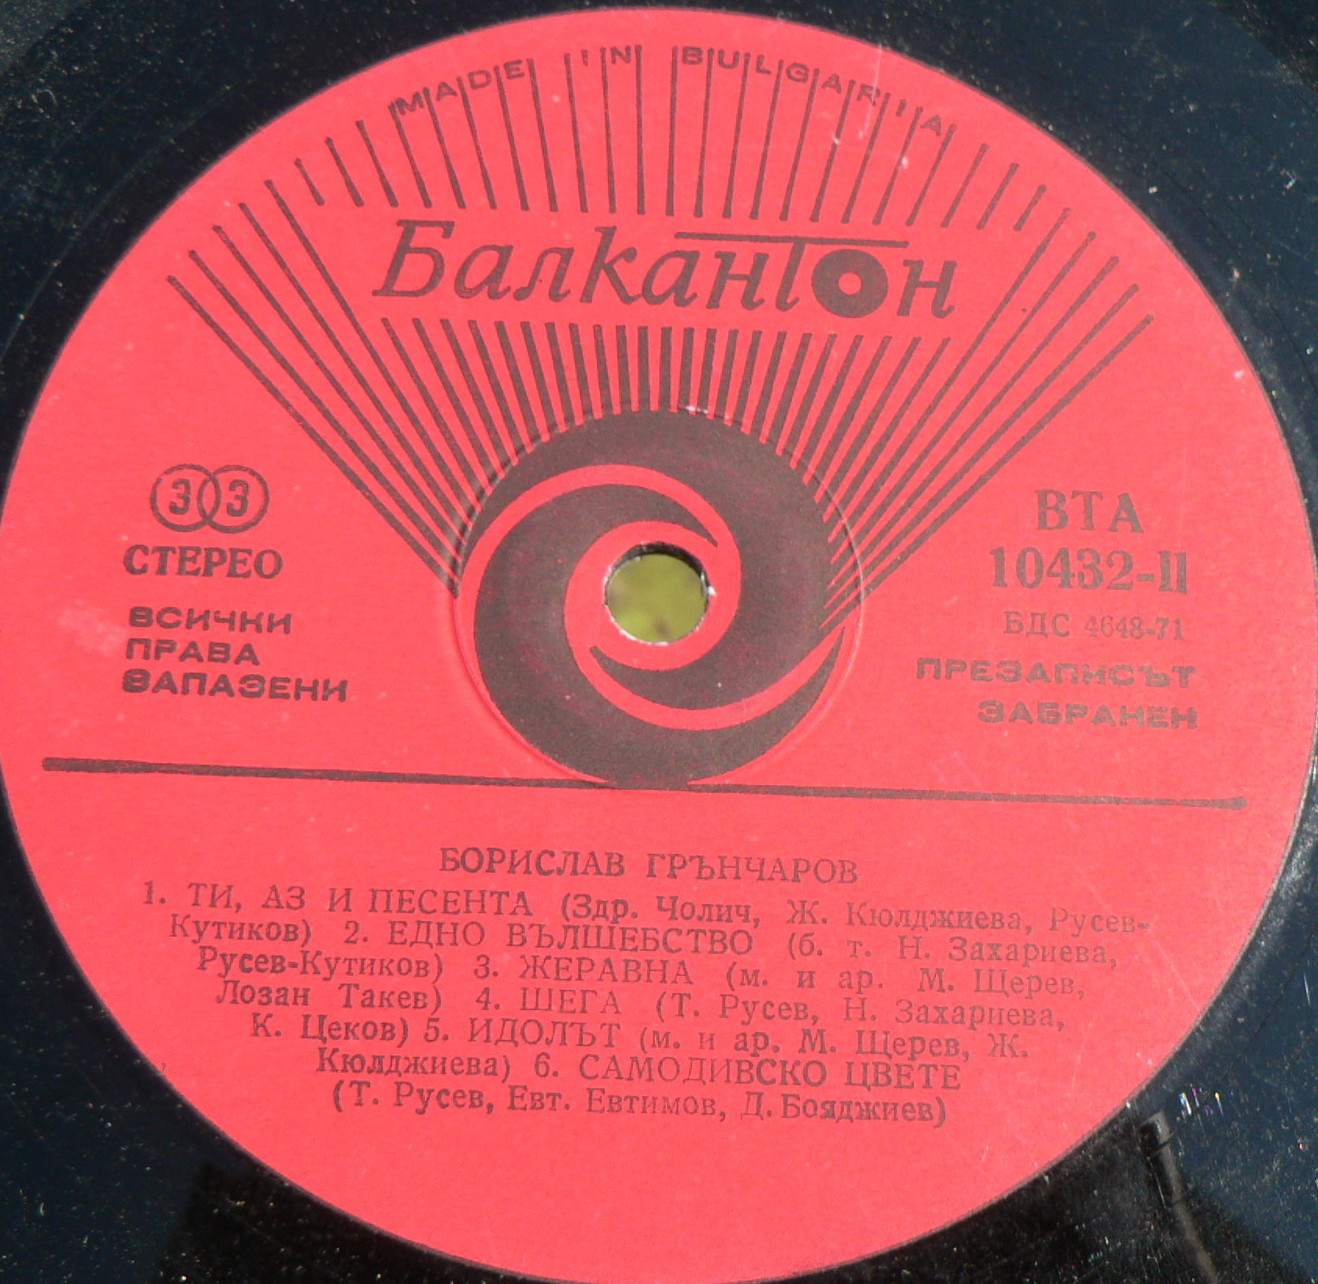 MADE IN BULGARIA
Балкантон
33
СТЕРЕО
ВСИЧКИ
ПРАВА
ЗАПАЗЕНИ
ВТА
10432-II
БДС 4648-71
ПРЕЗАПИСЪТ
ЗАБРАНЕН
БОРИСЛАВ ГРЪНЧАРОВ
1. ТИ, АЗ И ПЕСЕНТА (Здр. Чолич, Ж. Кюлджиева, Русев-
Кутиков) 2. ЕДНО ВЪЛШЕБСТВО (б. т. Н. Захариева,
Русев-Кутиков) 3. ЖЕРАВНА (м. и ар. М. Щерев,
Лозан Такев) 4. ШЕГА (Т. Русев, Н. Захариева,
К. Цеков) 5. ИДОЛЪТ (м. и ар. М. Щерев, Ж.
Кюлджиева) 6. САМОДИВСКО ЦВЕТЕ
(Т. Русев, Евт. Евтимов, Д. Бояджиев)